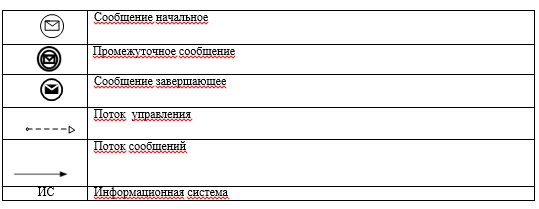 Сообщение начальное
Промежуточное сообщение
Сообщение завершающее
Поток управления
Поток сообщений
ИС Информационная система